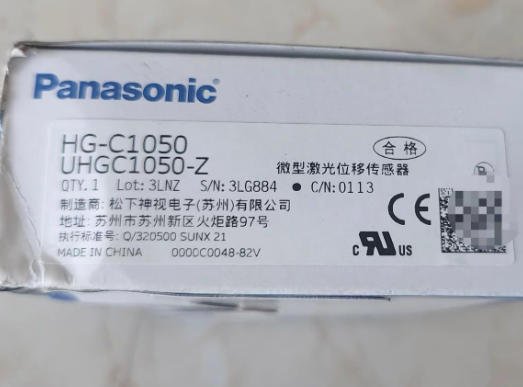 Panasonic
HG-C1050
UHGC1050-Z
合格
微型激光位移传感器
QTY.1 Lot:3LNZ S/N:3LG884 ● C/N:0113
制造商: 松下神视电子(苏州)有限公司
地址: 苏州市苏州新区火炬路97号
执行标准号: Q/320500 SUNX 21
MADE IN CHINA 0000C0048-82V
c RU US
CE